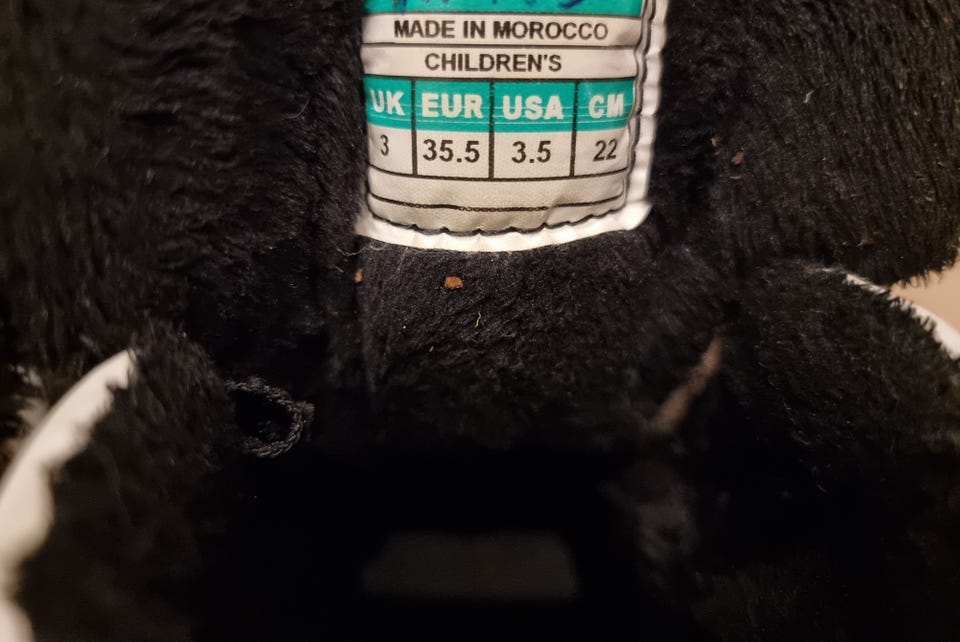 MADE IN MOROCCO
CHILDREN'S
UK EUR USA CM
3 35.5 3.5 22